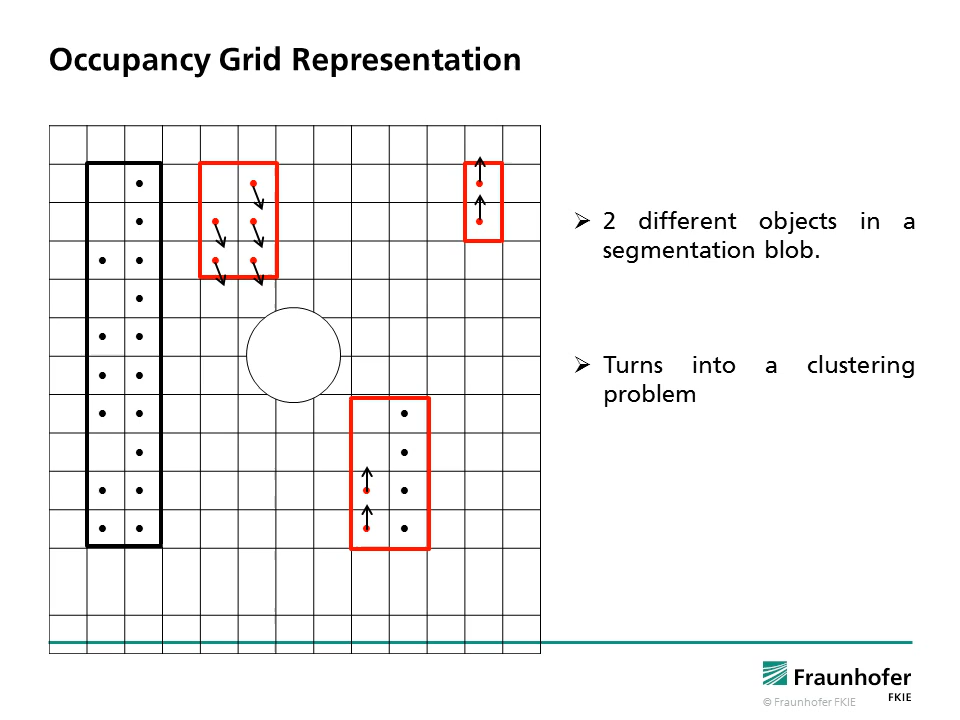 Occupancy Grid Representation
➢ 2 different objects in a
segmentation blob.
➢ Turns into a clustering
problem
Fraunhofer
FKIE
© Fraunhofer FKIE